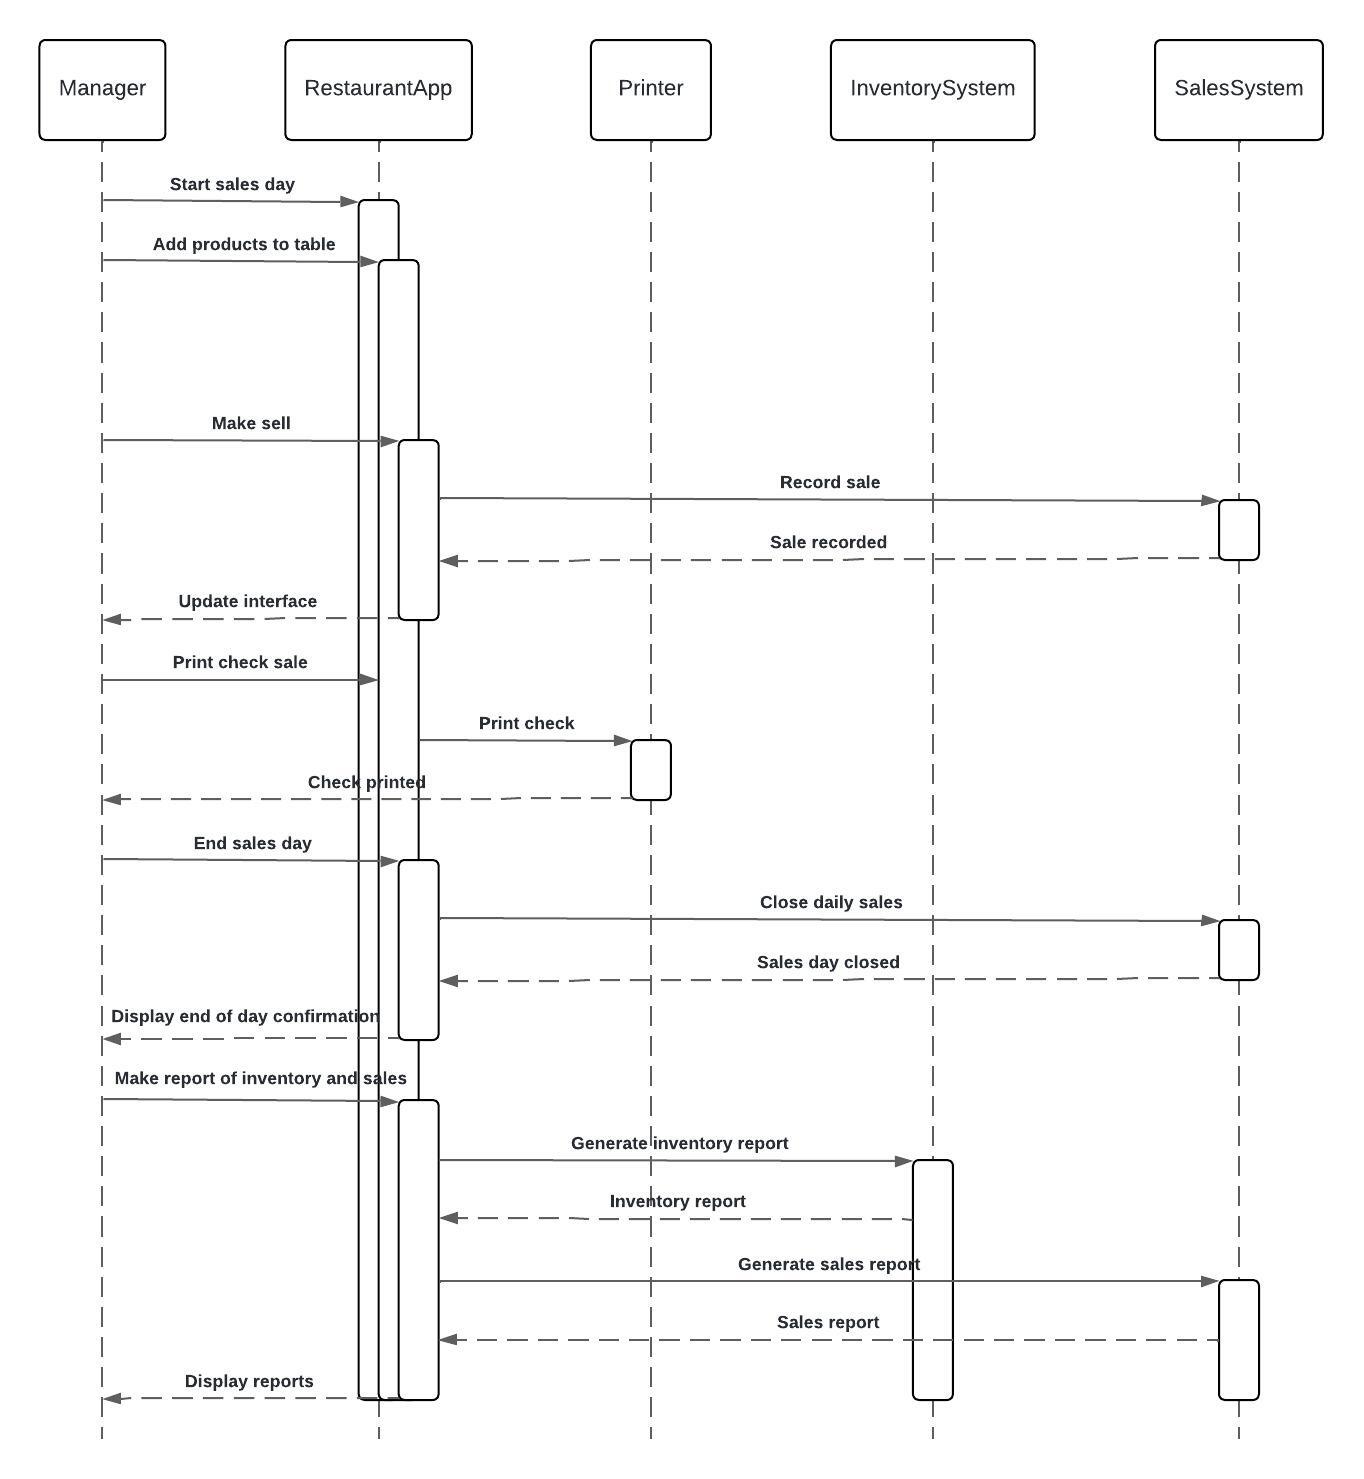 Manager
RestaurantApp
Printer
InventorySystem
SalesSystem
Start sales day
Add products to table
Make sell
Record sale
Sale recorded
Update interface
Print check sale
Print check
Check printed
End sales day
Close daily sales
Sales day closed
Display end of day confirmation
Make report of inventory and sales
Generate inventory report
Inventory report
Generate sales report
Sales report
Display reports